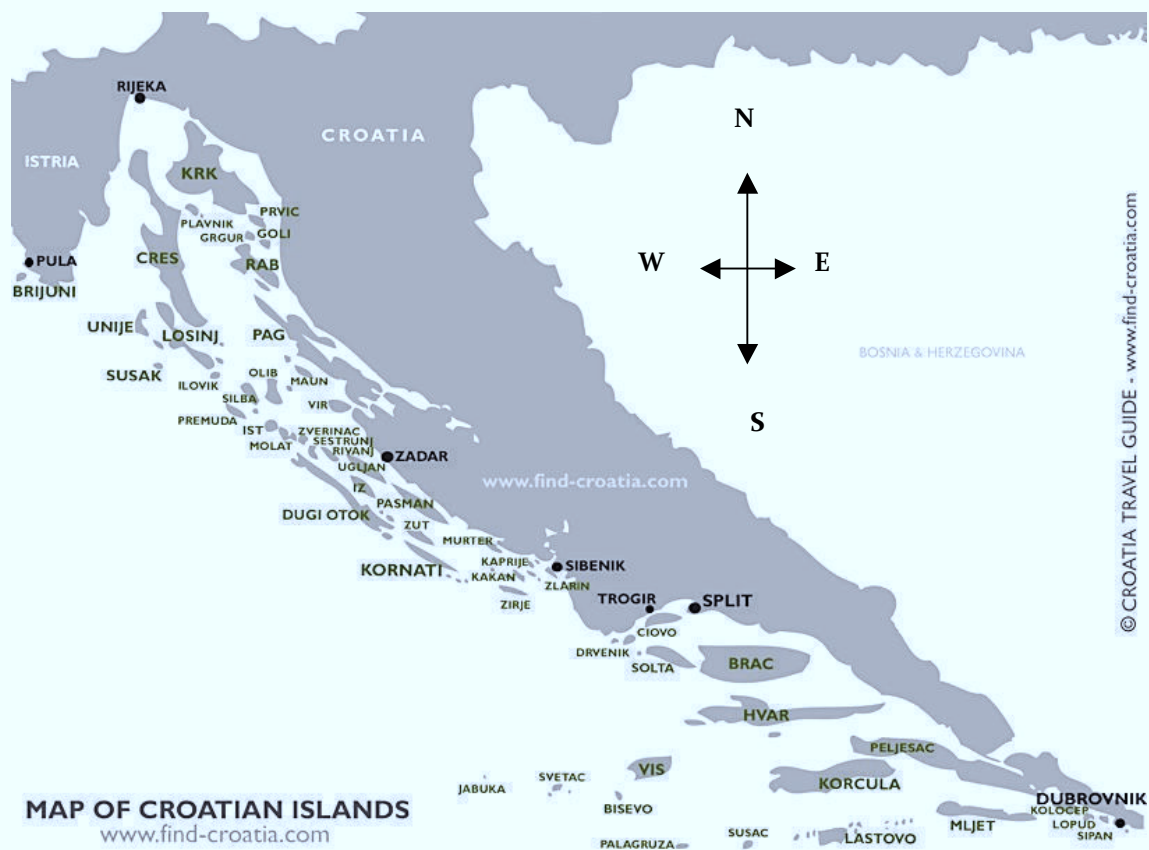 RIJEKA
CROATIA
N
ISTRIA
KRK
PRVIC
PLAVNIK
GRGUR
GOLI
PULA
CRES
RAB
W
E
BRIJUNI
UNIJE
LOSINJ
PAG
BOSNIA & HERZEGOVINA
SUSAK
ILOVIK
OLIB
MAUN
SILBA
VIR
PREMUDA
IST
ZVERINAC
S
MOLAT
SESTRUNJ
RIVANJ
ZADAR
UGLJAN
IZ
www.find-croatia.com
DUGI OTOK
PASMAN
ZUT
MURTER
KORNATI
KAPRIJE
SIBENIK
KAKAN
ZLARIN
ZIRJE
TROGIR
SPLIT
CIOVO
DRVENIK
SOLTA
BRAC
HVAR
PELJESAC
VIS
JABUKA
SVETAC
KORCULA
BISEVO
DUBROVNIK
KOLOCEP
MLJET
LOPUD
SIPAN
SUSAC
LASTOVO
PALAGRUZA
MAP OF CROATIAN ISLANDS
www.find-croatia.com
© CROATIA TRAVEL GUIDE - www.find-croatia.com